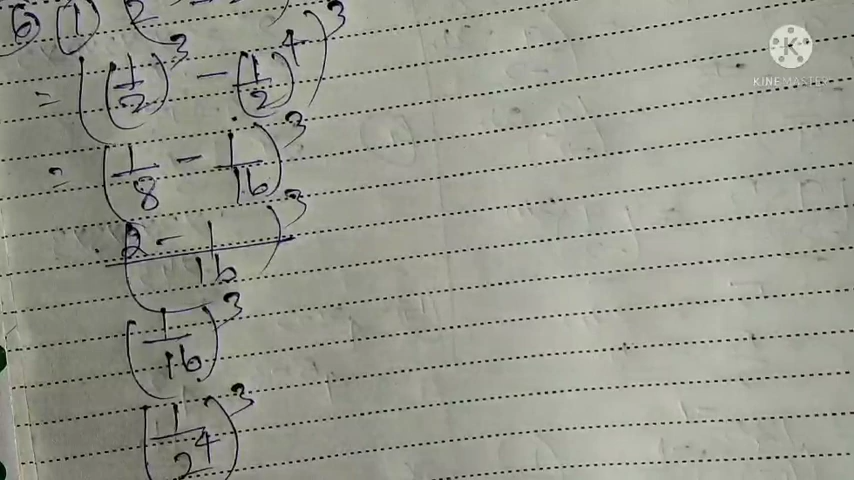 6 1 2 -
= ((1/2)^3 - (1/2)^4)^3
= (1/8 - 1/16)^3
(2 - 1/16)^3
(1/16)^3
(1/2^4)^3
KINEMASTER